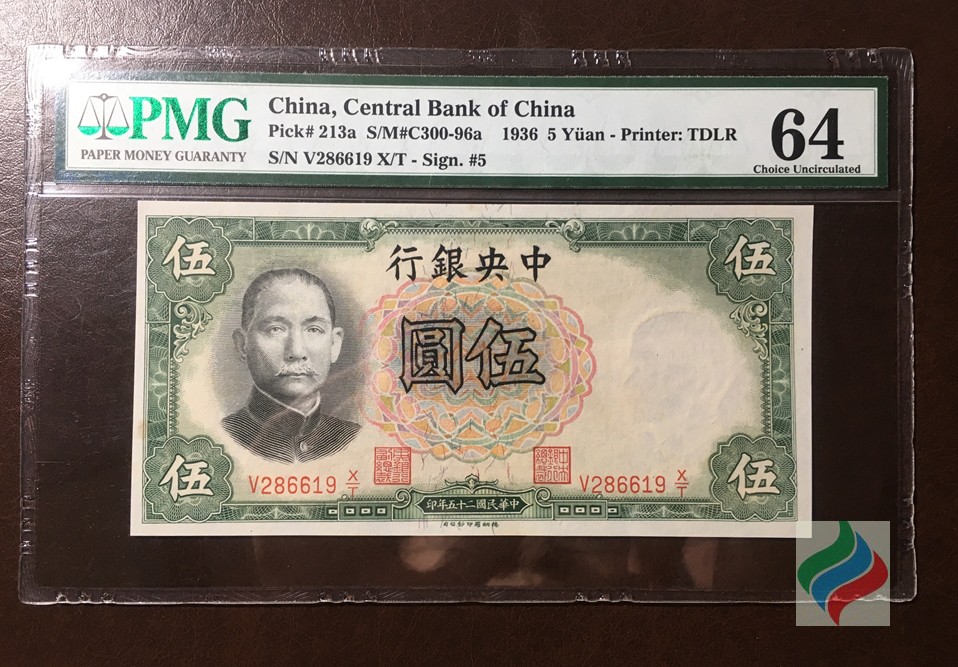 PMG
PAPER MONEY GUARANTY
China, Central Bank of China
Pick# 213a S/M#C300-96a 1936 5 Yüan - Printer: TDLR
S/N V286619 X/T - Sign. #5
64
Choice Uncirculated
伍 伍
行銀央中
圓伍
伍 伍
V286619 X/T V286619 X/T
印年五十二國民華中